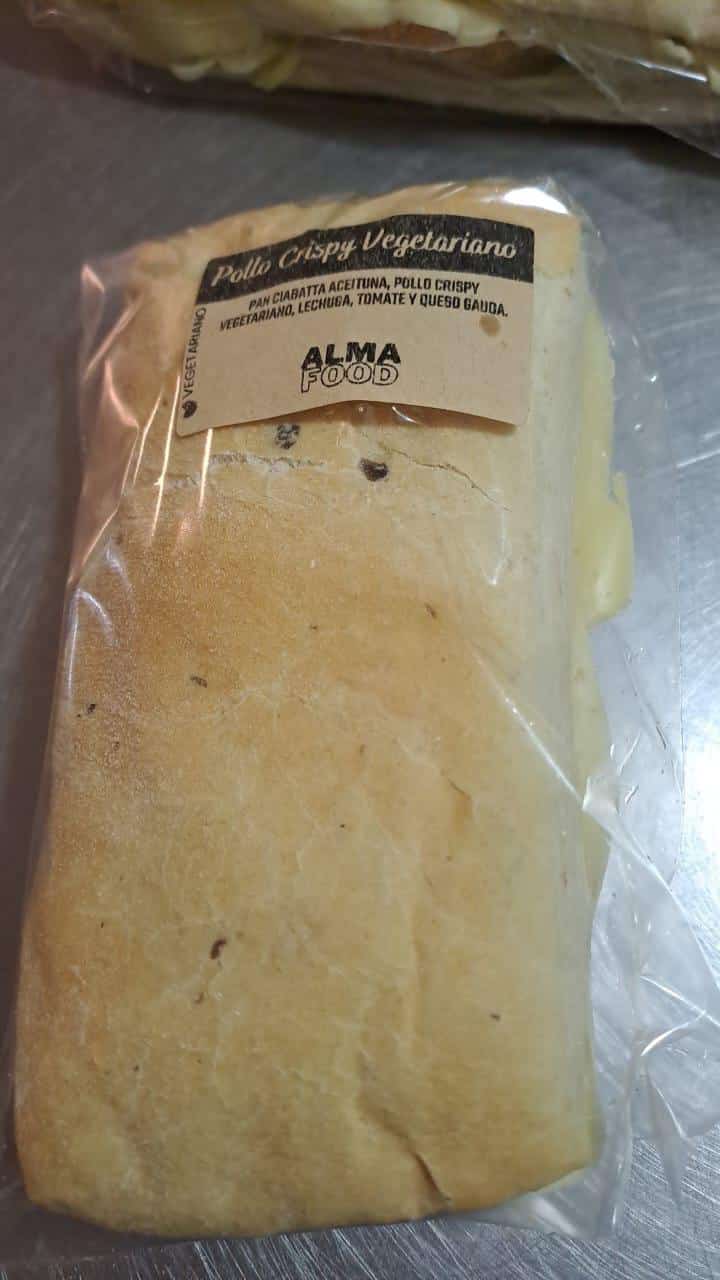 Pollo Crispy Vegetariano
PAN CIABATTA ACEITUNA, POLLO CRISPY
VEGETARIANO, LECHUGA, TOMATE Y QUESO GAUDA.
VEGETARIANO
ALMA
FOOD